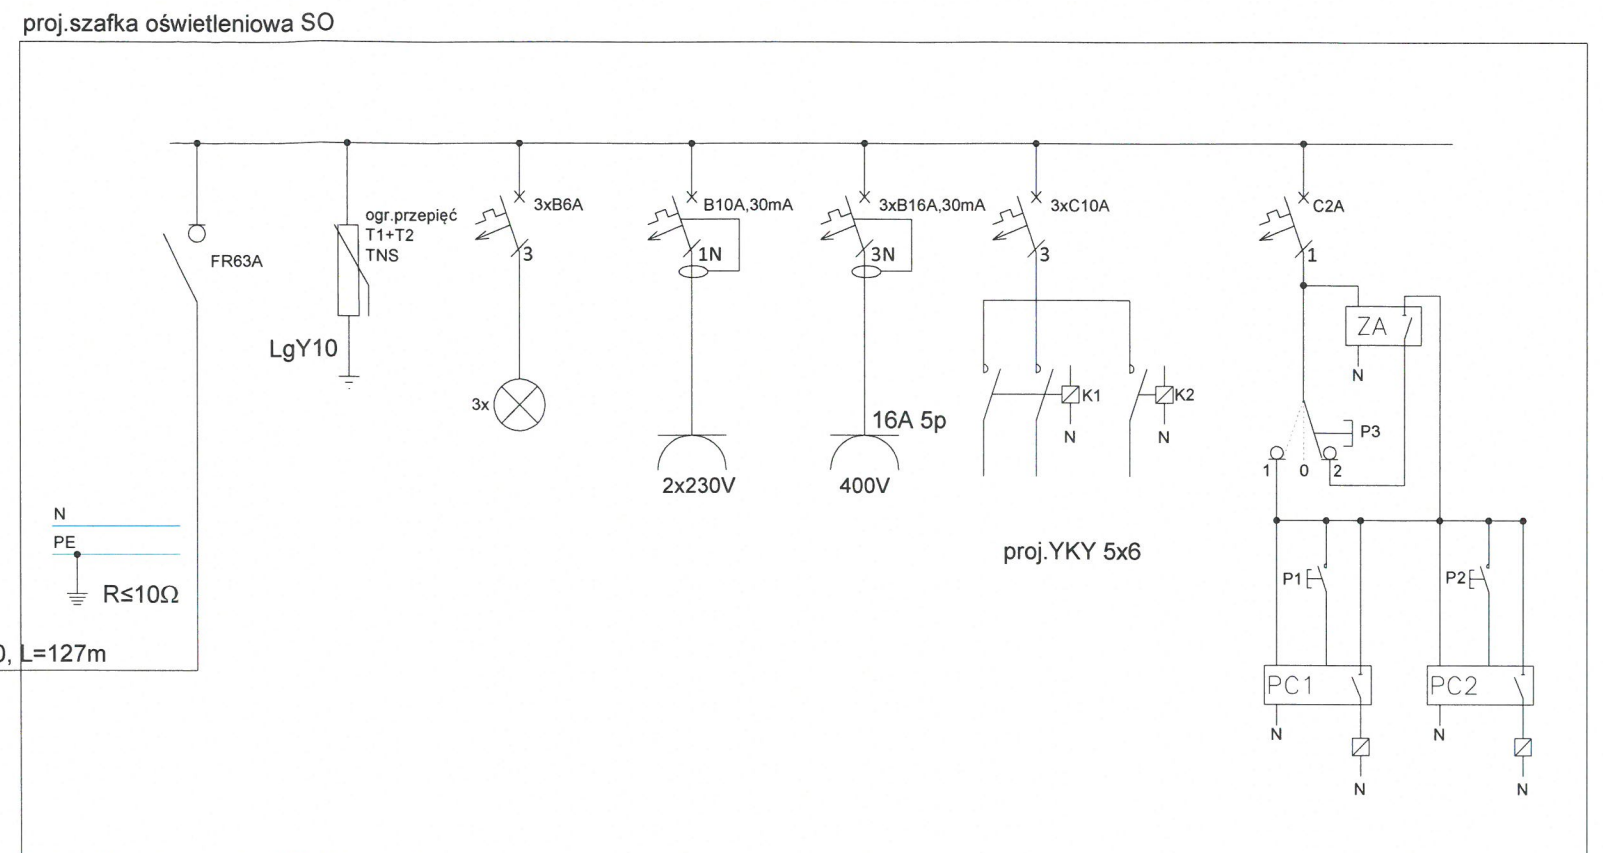 proj.szafka oświetleniowa SO
FR63A
ogr.przepięć
T1+T2
TNS
LgY10
3xB6A
3
3x
B10A,30mA
1N
2x230V
3xB16A,30mA
3N
16A 5p
400V
3xC10A
3
K1
N
K2
N
proj.YKY 5x6
C2A
1
ZA
N
P3
1
0
2
P1
P2
PC1
PC2
N
N
N
N
N
PE
R≤10Ω
0, L=127m